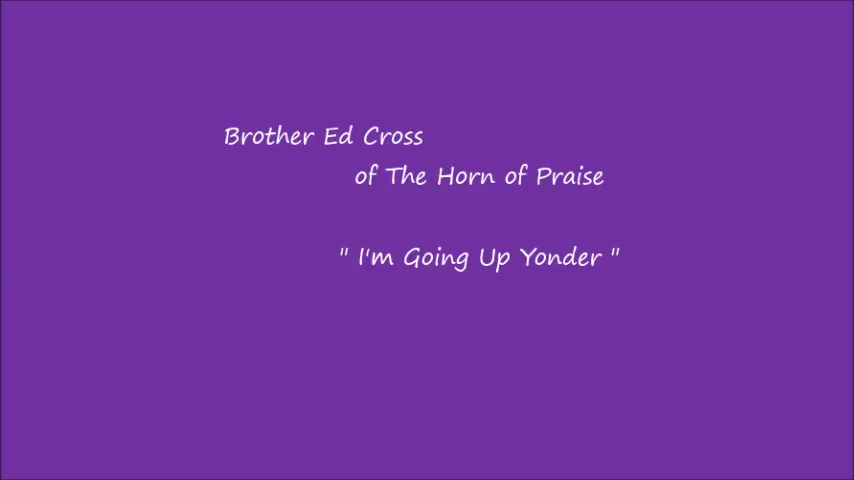 Brother Ed Cross
of The Horn of Praise
" I'm Going Up Yonder "